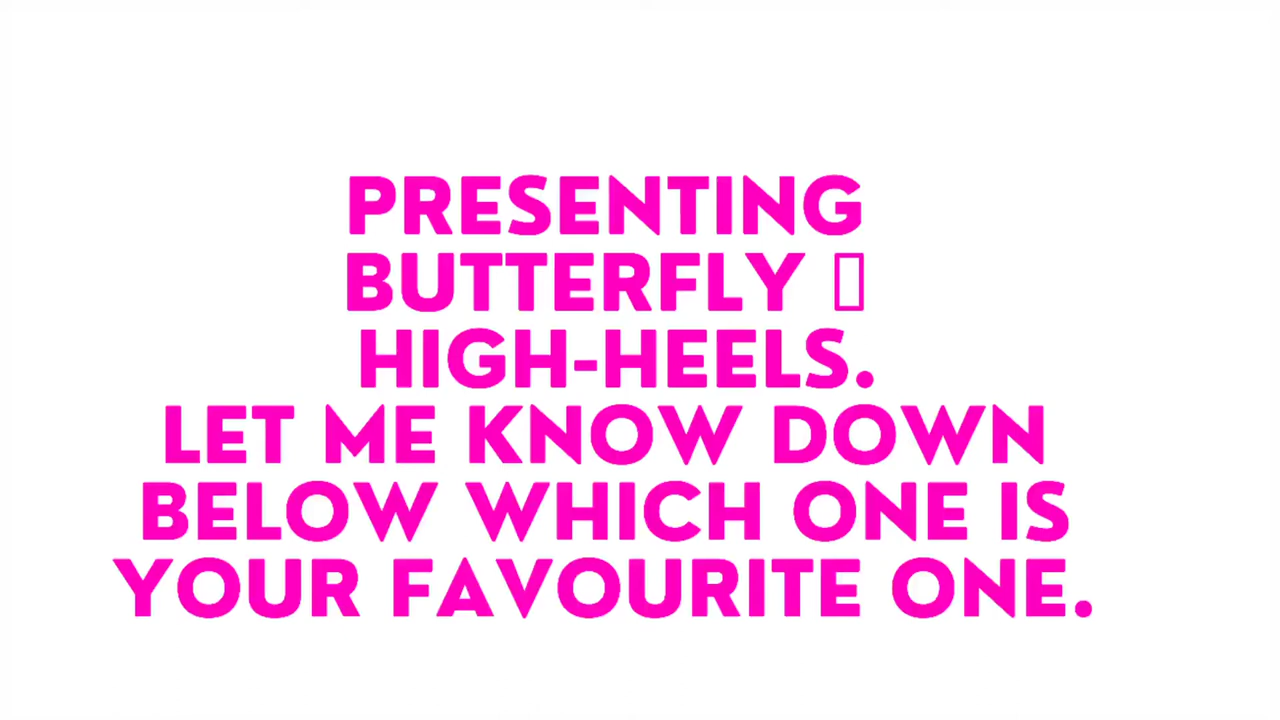 PRESENTING
BUTTERFLY ▯
HIGH-HEELS.
LET ME KNOW DOWN
BELOW WHICH ONE IS
YOUR FAVOURITE ONE.